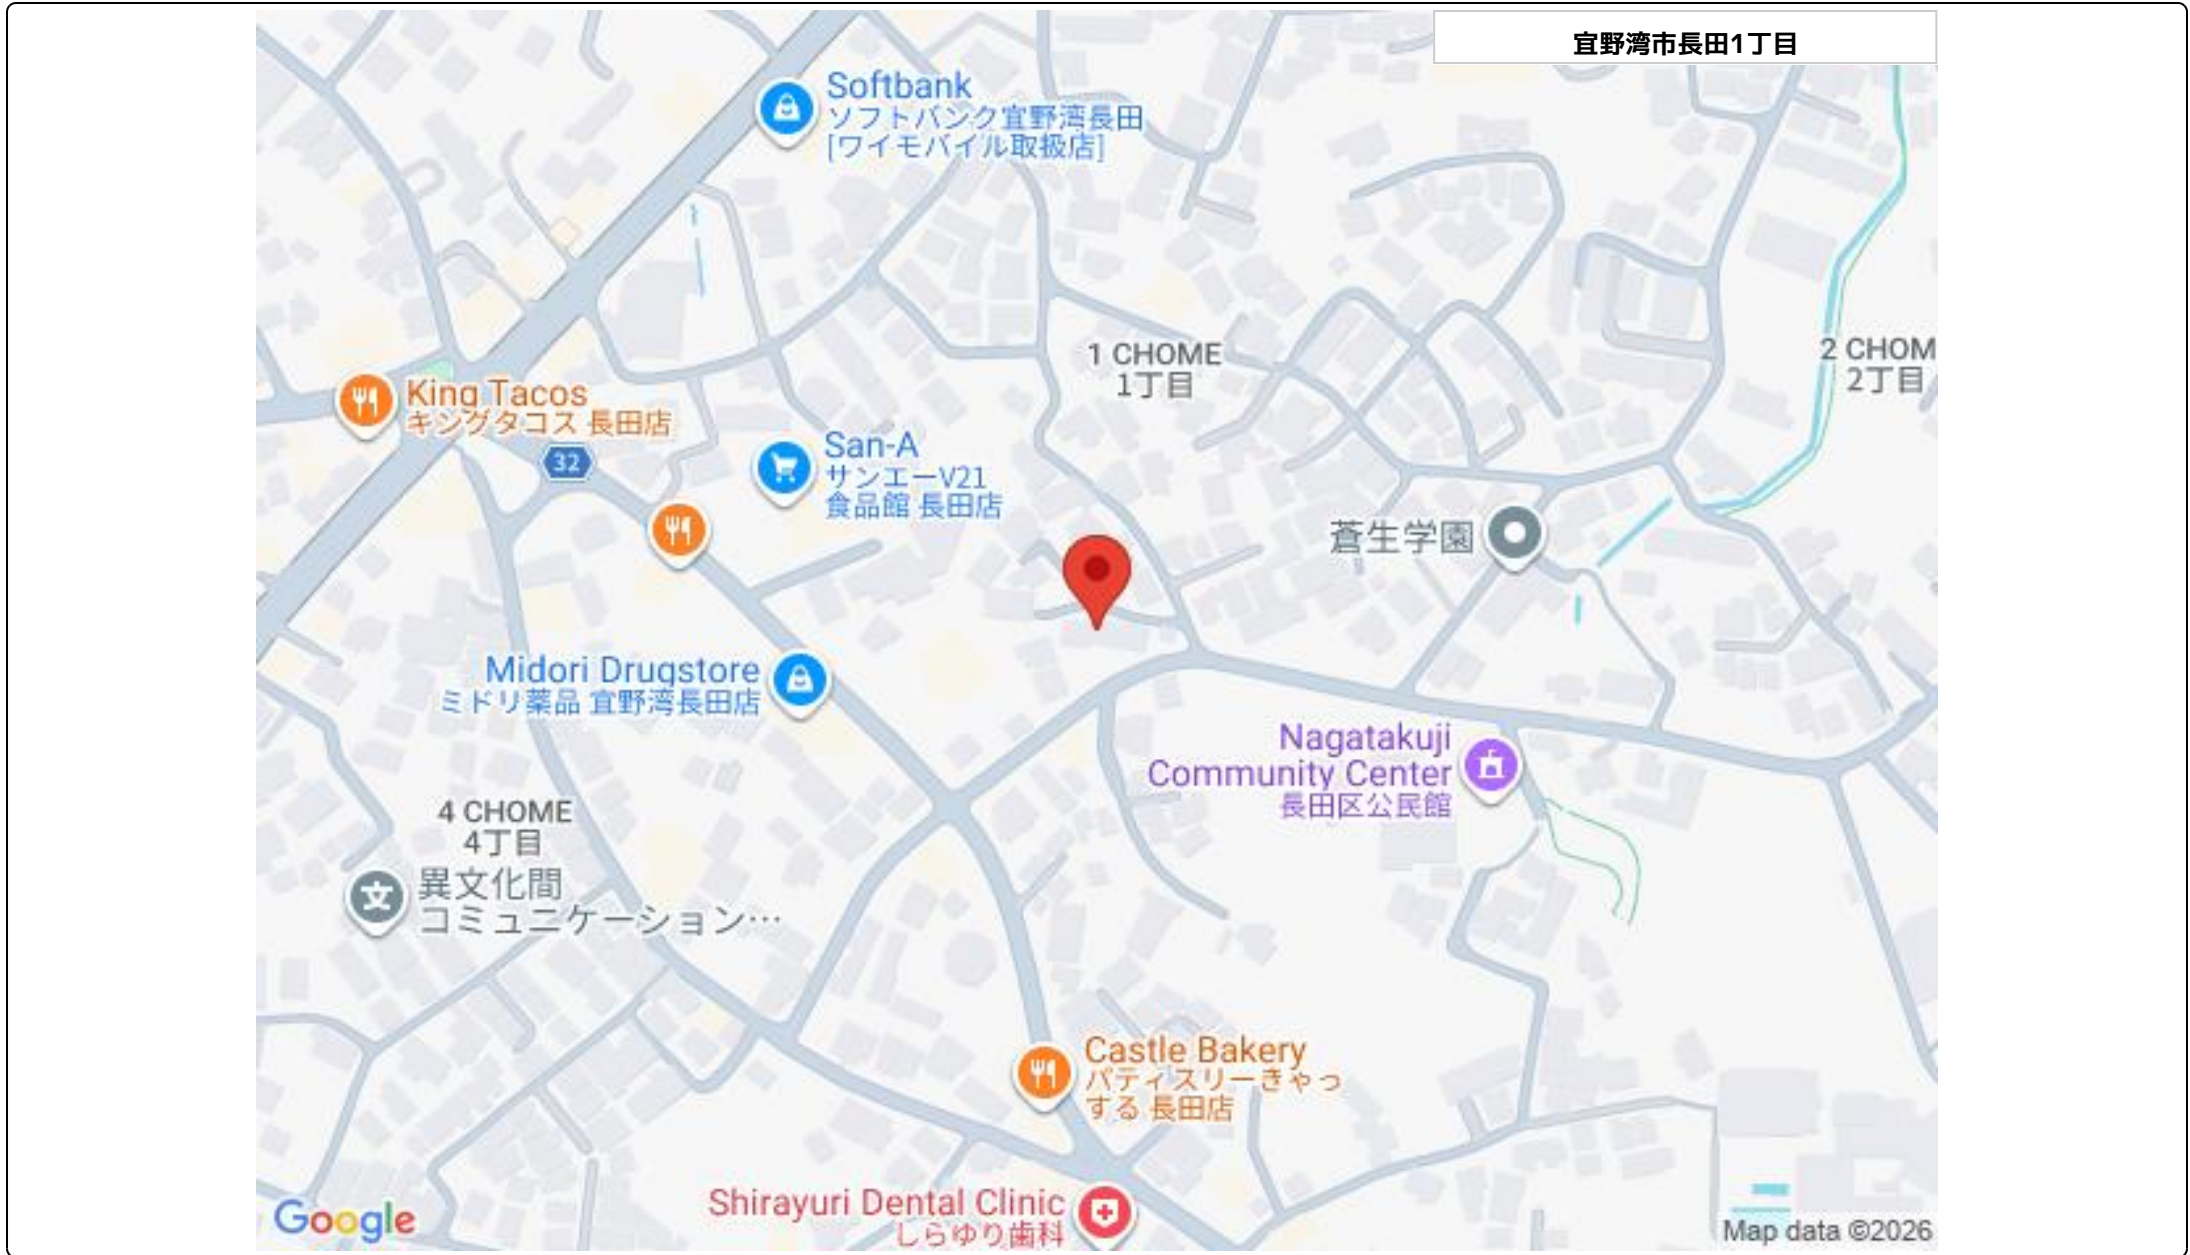 宜野湾市長田1丁目
Softbank
ソフトバンク宜野湾長田
[ワイモバイル取扱店]
1 CHOME
1丁目
2 CHOM
2丁目
King Tacos
キングタコス 長田店
32
San-A
サンエーV21
食品館 長田店
蒼生学園
Midori Drugstore
ミドリ薬品 宜野湾長田店
Nagatakuji
Community Center
長田区公民館
4 CHOME
4丁目
文
異文化間
コミュニケーション…
Castle Bakery
パティスリーきゃっ
する 長田店
Shirayuri Dental Clinic
しらゆり歯科
Google
Map data ©2026